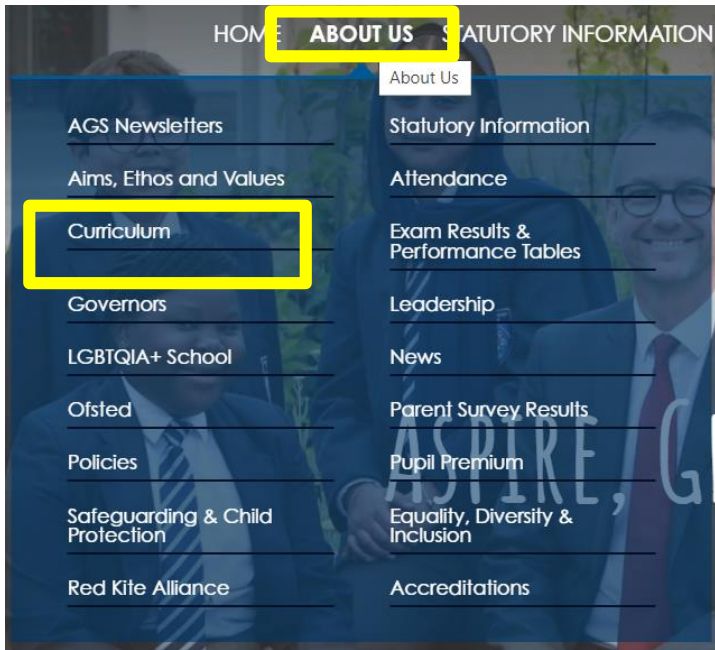 HOME ABOUT US STATUTORY INFORMATION
About Us
AGS Newsletters
Aims, Ethos and Values
Curriculum
Governors
LGBTQIA+ School
Ofsted
Policies
Safeguarding & Child
Protection
Red Kite Alliance
Statutory Information
Attendance
Exam Results &
Performance Tables
Leadership
News
Parent Survey Results
Pupil Premium
Equality, Diversity &
Inclusion
Accreditations
ASPIRE, G